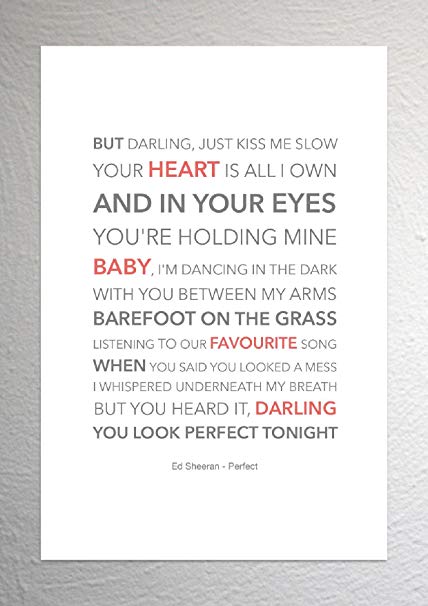 BUT DARLING, JUST KISS ME SLOW
YOUR HEART IS ALL I OWN
AND IN YOUR EYES
YOU'RE HOLDING MINE
BABY, I'M DANCING IN THE DARK
WITH YOU BETWEEN MY ARMS
BAREFOOT ON THE GRASS
LISTENING TO OUR FAVOURITE SONG
WHEN YOU SAID YOU LOOKED A MESS
I WHISPERED UNDERNEATH MY BREATH
BUT YOU HEARD IT, DARLING
YOU LOOK PERFECT TONIGHT
Ed Sheeran - Perfect